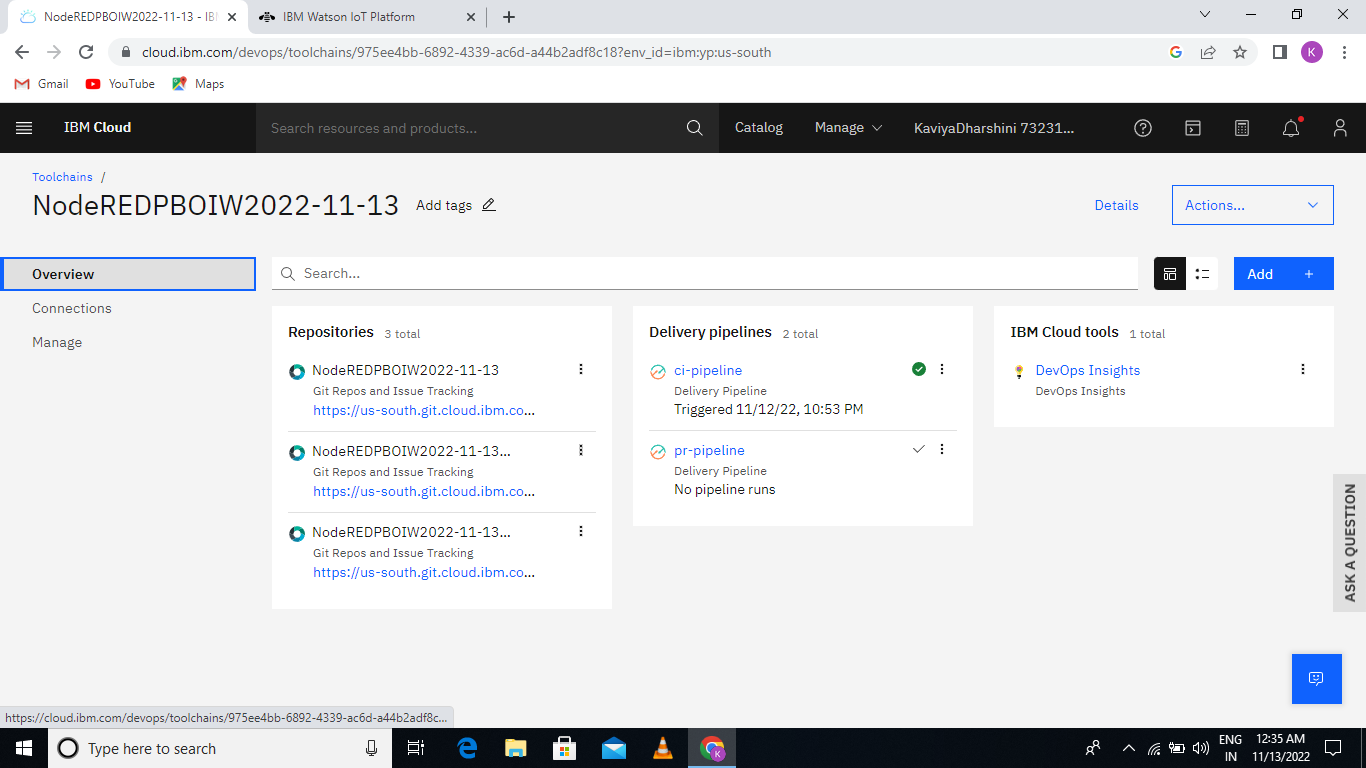 NodeREDPBOIW2022-11-13 - IBM
IBM Watson IoT Platform
cloud.ibm.com/devops/toolchains/975ee4bb-6892-4339-ac6d-a44b2adf8c18?env_id=ibm:yp:us-south
K
Gmail
YouTube
Maps
IBM Cloud
Search resources and products...
Catalog
Manage
KaviyaDharshini 73231...
Toolchains /
NodeREDPBOIW2022-11-13
Add tags
Details
Actions...
Overview
Connections
Manage
Search...
Add +
Repositories 3 total
NodeREDPBOIW2022-11-13
Git Repos and Issue Tracking
https://us-south.git.cloud.ibm.co...
NodeREDPBOIW2022-11-13...
Git Repos and Issue Tracking
https://us-south.git.cloud.ibm.co...
NodeREDPBOIW2022-11-13...
Git Repos and Issue Tracking
https://us-south.git.cloud.ibm.co...
Delivery pipelines 2 total
ci-pipeline
Delivery Pipeline
Triggered 11/12/22, 10:53 PM
pr-pipeline
Delivery Pipeline
No pipeline runs
IBM Cloud tools 1 total
DevOps Insights
DevOps Insights
ASK A QUESTION
https://cloud.ibm.com/devops/toolchains/975ee4bb-6892-4339-ac6d-a44b2adf8c...
Type here to search
K
ENG
IN
12:35 AM
11/13/2022